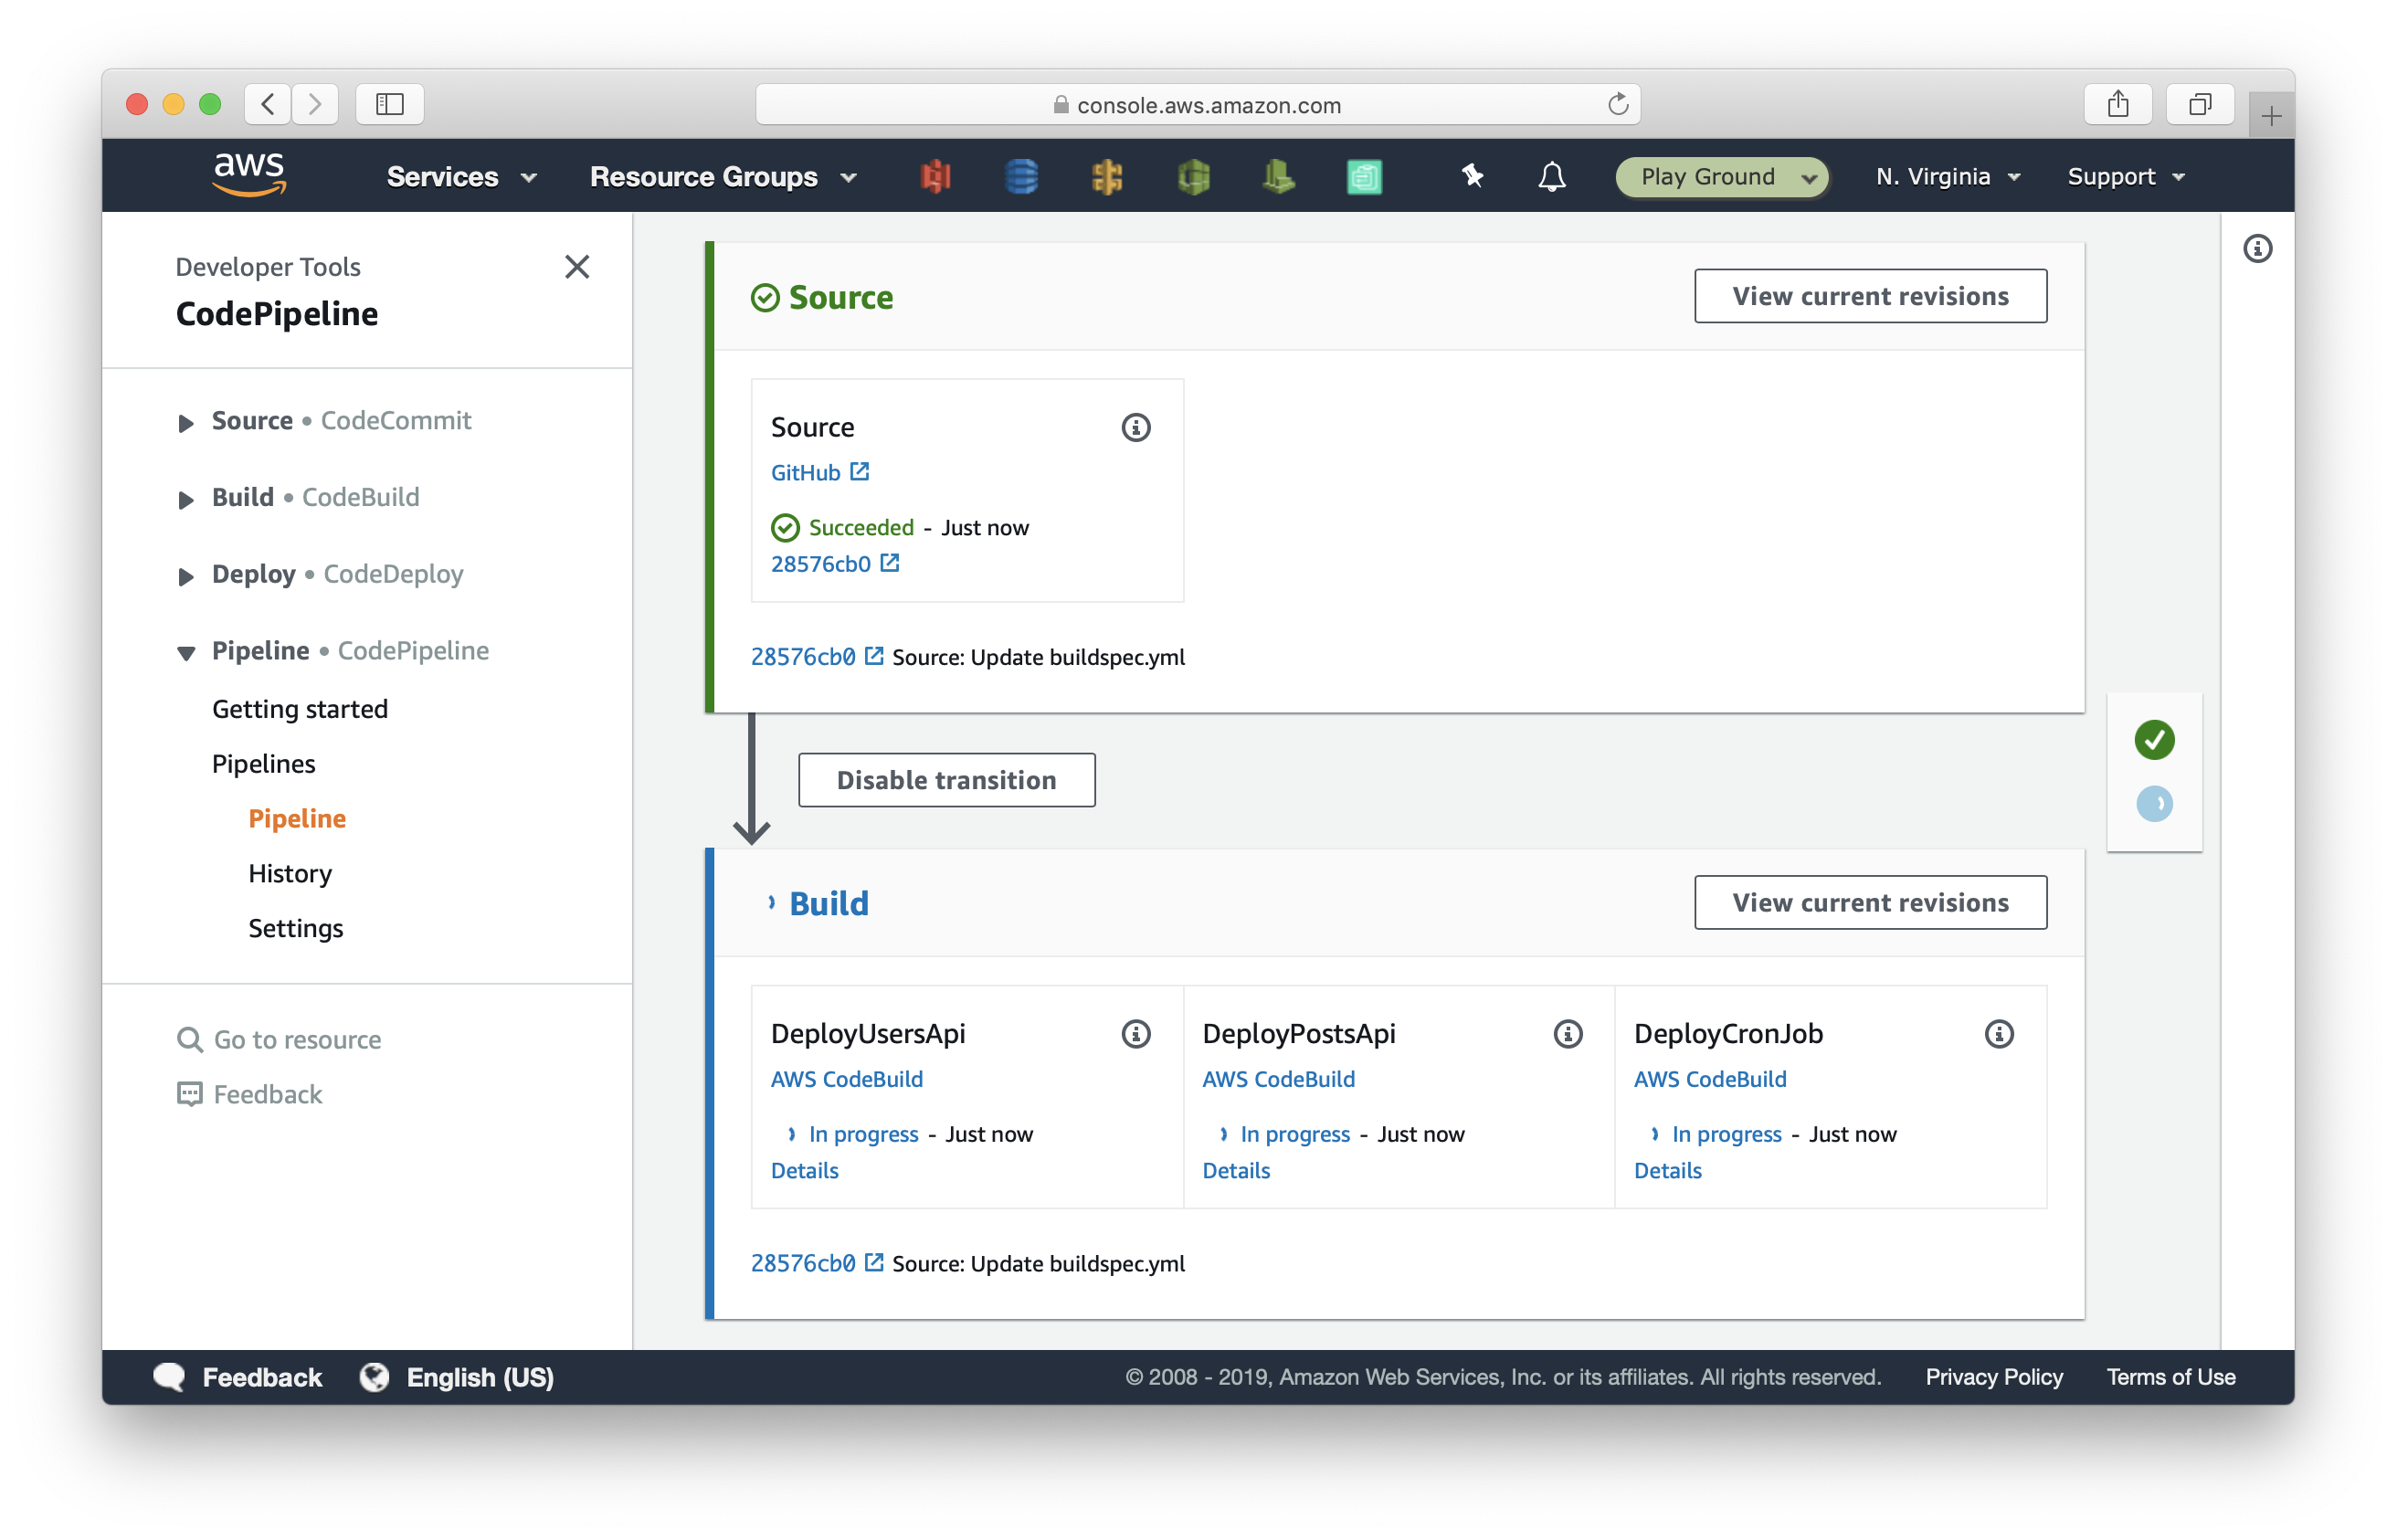 console.aws.amazon.com
aws Services Resource Groups Play Ground N. Virginia Support
Developer Tools
CodePipeline
Source • CodeCommit
Build • CodeBuild
Deploy • CodeDeploy
Pipeline • CodePipeline
Getting started
Pipelines
Pipeline
History
Settings
Go to resource
Feedback
Source View current revisions
Source
GitHub
Succeeded - Just now
28576cb0
28576cb0 Source: Update buildspec.yml
Disable transition
Build View current revisions
DeployUsersApi
AWS CodeBuild
In progress - Just now
Details
DeployPostsApi
AWS CodeBuild
In progress - Just now
Details
DeployCronJob
AWS CodeBuild
In progress - Just now
Details
28576cb0 Source: Update buildspec.yml
Feedback English (US) © 2008 - 2019, Amazon Web Services, Inc. or its affiliates. All rights reserved. Privacy Policy Terms of Use